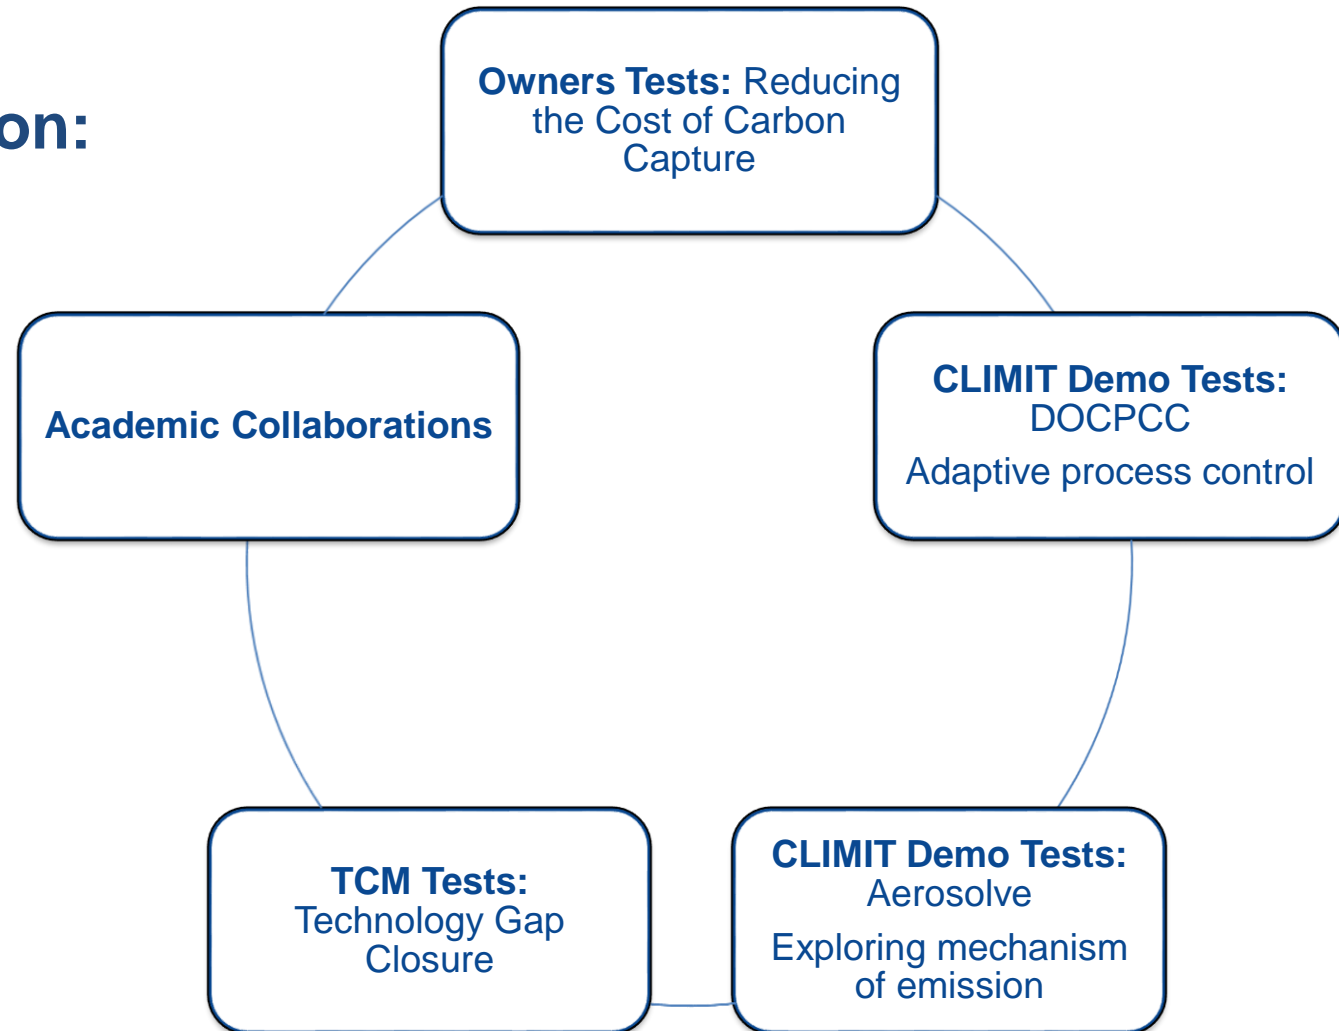 on:
Owners Tests: Reducing
the Cost of Carbon
Capture
CLIMIT Demo Tests:
DOCPCC
Adaptive process control
CLIMIT Demo Tests:
Aerosolve
Exploring mechanism
of emission
TCM Tests:
Technology Gap
Closure
Academic Collaborations